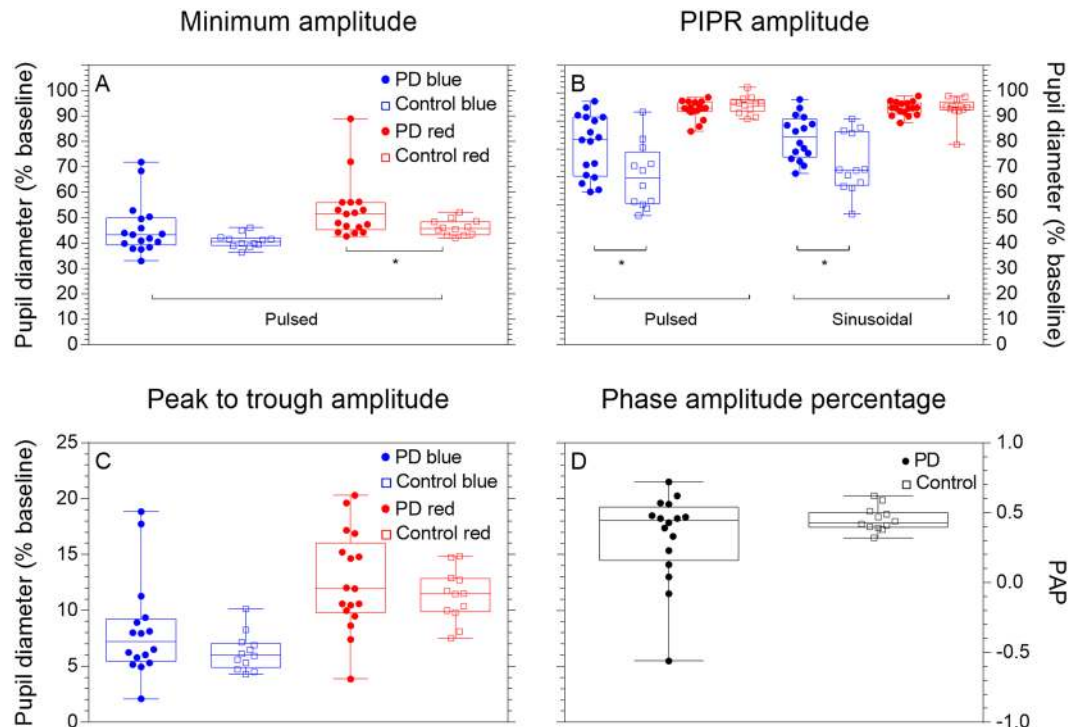 Minimum amplitude
PIPR amplitude
A
PD blue
Control blue
PD red
Control red
Pupil diameter (% baseline)
100
90
80
70
60
50
40
30
20
10
0
*
Pulsed
B
Pupil diameter (% baseline)
100
90
80
70
60
50
40
30
20
10
0
*
*
Pulsed
Sinusoidal
Peak to trough amplitude
Phase amplitude percentage
C
PD blue
Control blue
PD red
Control red
Pupil diameter (% baseline)
25
20
15
10
5
0
D
PD
Control
PAP
1.0
0.5
0.0
-0.5
-1.0